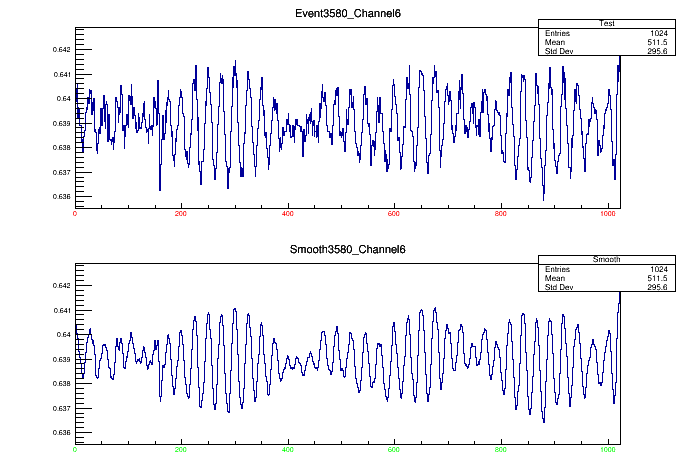 Event3580_Channel6
Test
Entries 1024
Mean 511.5
Std Dev 295.6
0.642
0.641
0.64
0.639
0.638
0.637
0.636
0 200 400 600 800 1000
Smooth3580_Channel6
Smooth
Entries 1024
Mean 511.5
Std Dev 295.6
0.642
0.641
0.64
0.639
0.638
0.637
0.636
0 200 400 600 800 1000